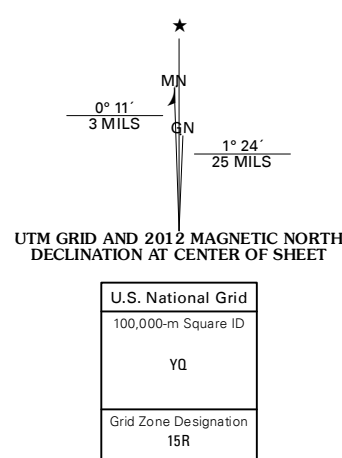 MN
0° 11´
3 MILS
GN
1° 24´
25 MILS
UTM GRID AND 2012 MAGNETIC NORTH
DECLINATION AT CENTER OF SHEET
U.S. National Grid
100,000-m Square ID
YQ
Grid Zone Designation
15R